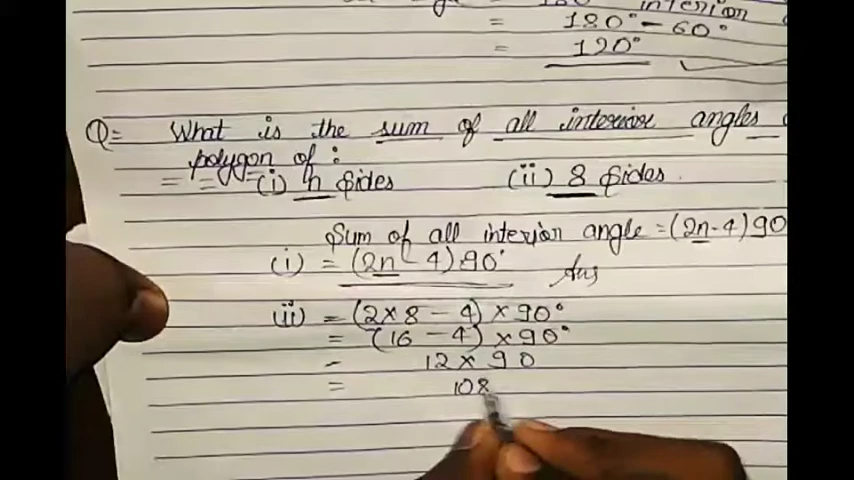 interior
= 180° - 60°
= 120°
Q= What is the sum of all interior angles
polygon of :
(i) n sides (ii) 8 sides.
Sum of all interior angle = (2n-4)90
(i) = (2n - 4) 90° Ans
(ii) = (2×8 - 4) × 90°
= (16 - 4) × 90°
= 12 × 90
= 108